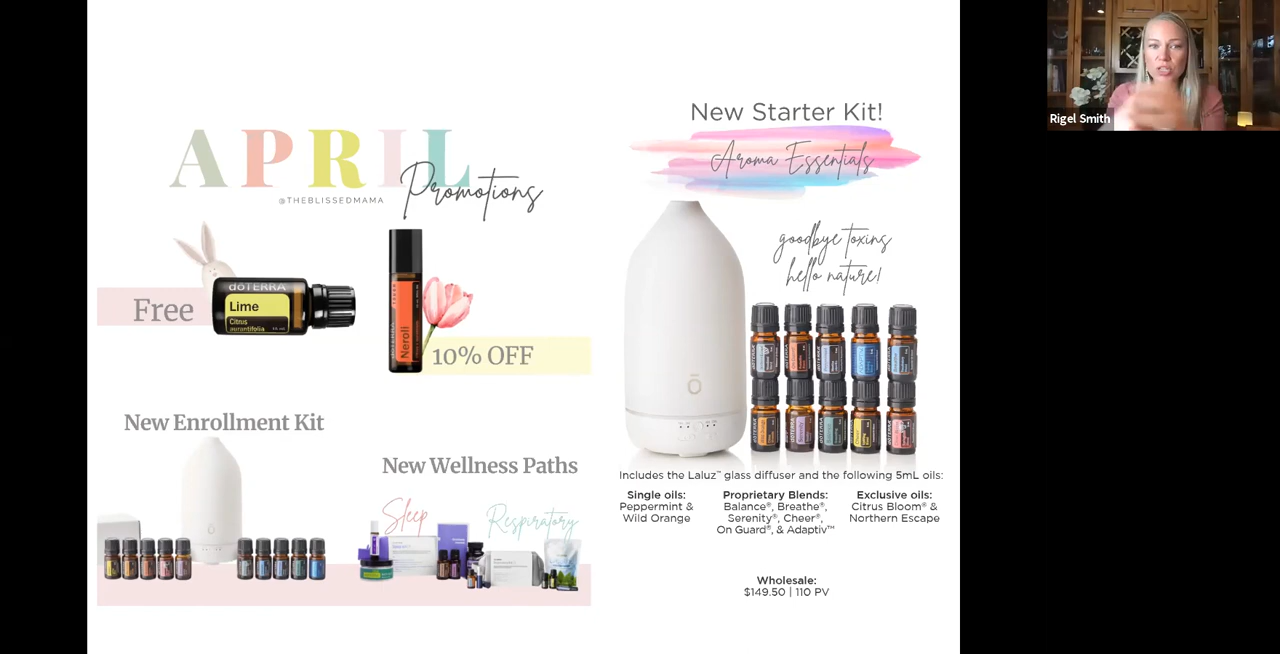 APRIL
Promotions
@THEBLISSEDMAMA
Free
dōTERRA
Lime
Citrus
aurantifolia
15 ml
Neroli
10% OFF
New Enrollment Kit
New Wellness Paths
Sleep
Respiratory
New Starter Kit!
Aroma Essentials
goodbye toxins
hello nature!
Includes the Laluz™ glass diffuser and the following 5mL oils:
Single oils:
Peppermint &
Wild Orange
Proprietary Blends:
Balance®, Breathe®,
Serenity®, Cheer®,
On Guard®, & Adaptiv™
Exclusive oils:
Citrus Bloom® &
Northern Escape
Wholesale:
$149.50 | 110 PV
Rigel Smith